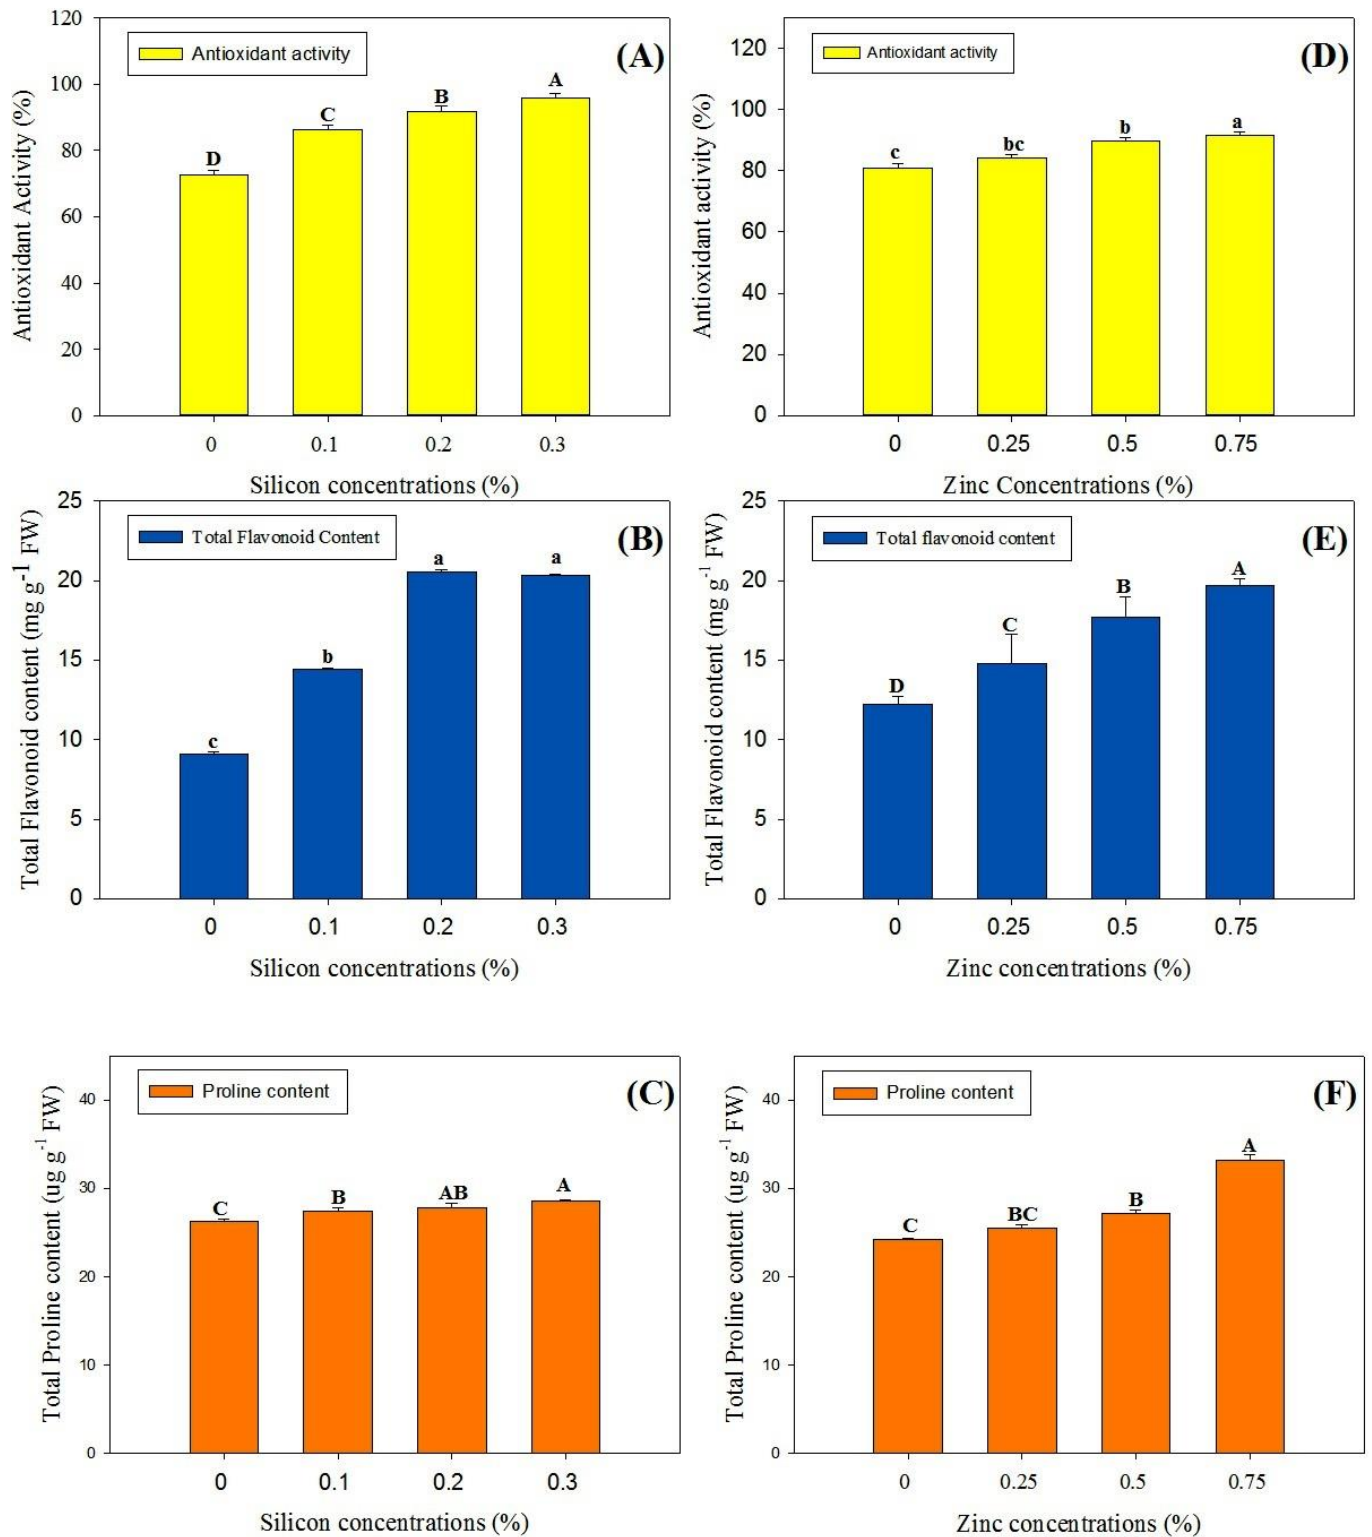 Antioxidant Activity (%)
120
100
80
60
40
20
0
Antioxidant activity
(A)
D
C
B
A
0 0.1 0.2 0.3
Silicon concentrations (%)
Antioxidant activity (%)
120
100
80
60
40
20
0
Antioxidant activity
(D)
c
bc
b
a
0 0.25 0.5 0.75
Zinc Concentrations (%)
Total Flavonoid content (mg g-1 FW)
25
20
15
10
5
0
Total Flavonoid Content
(B)
c
b
a
a
0 0.1 0.2 0.3
Silicon concentrations (%)
Total Flavonoid content (mg g-1 FW)
25
20
15
10
5
0
Total flavonoid content
(E)
D
C
B
A
0 0.25 0.5 0.75
Zinc concentrations (%)
Total Proline content (ug g-1 FW)
40
30
20
10
0
Proline content
(C)
C
B
AB
A
0 0.1 0.2 0.3
Silicon concentrations (%)
Total Proline content (ug g-1 FW)
40
30
20
10
0
Proline content
(F)
C
BC
B
A
0 0.25 0.5 0.75
Zinc concentrations (%)